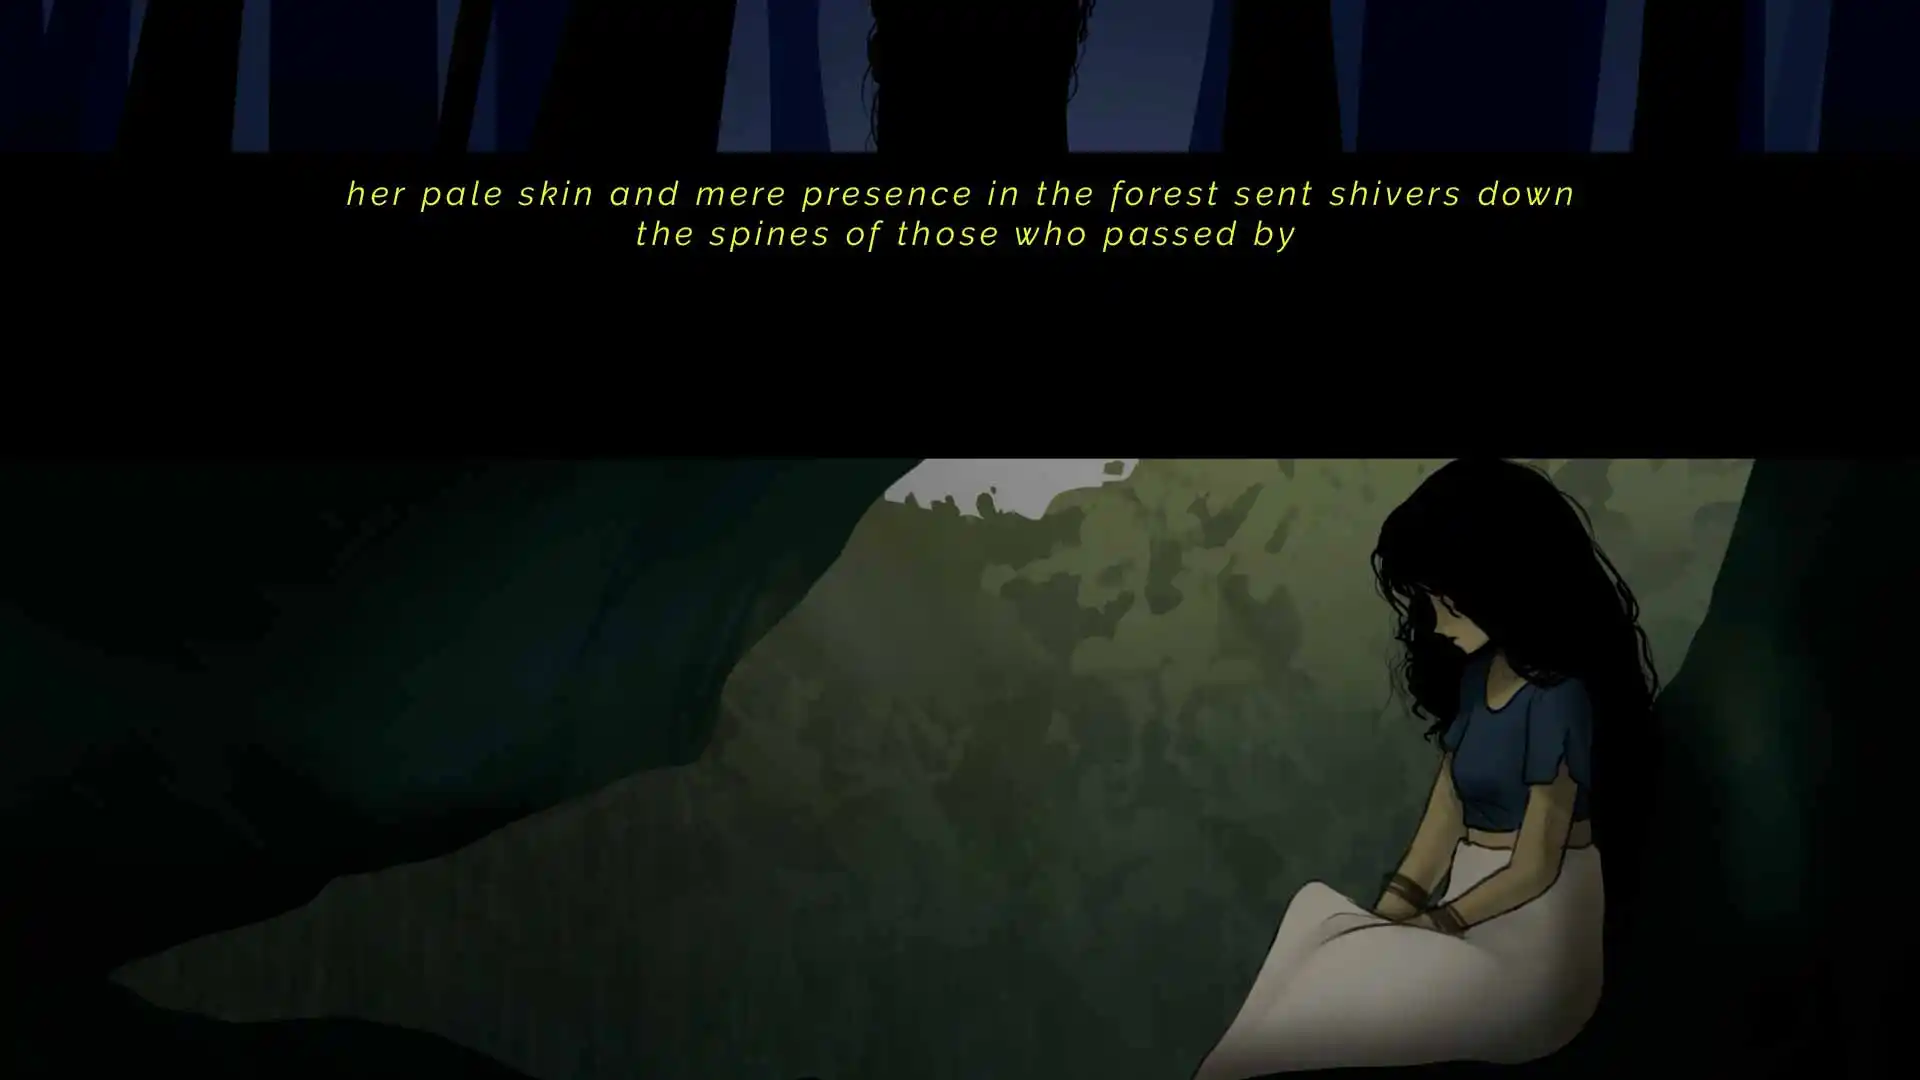 her pale skin and mere presence in the forest sent shivers down
the spines of those who passed by